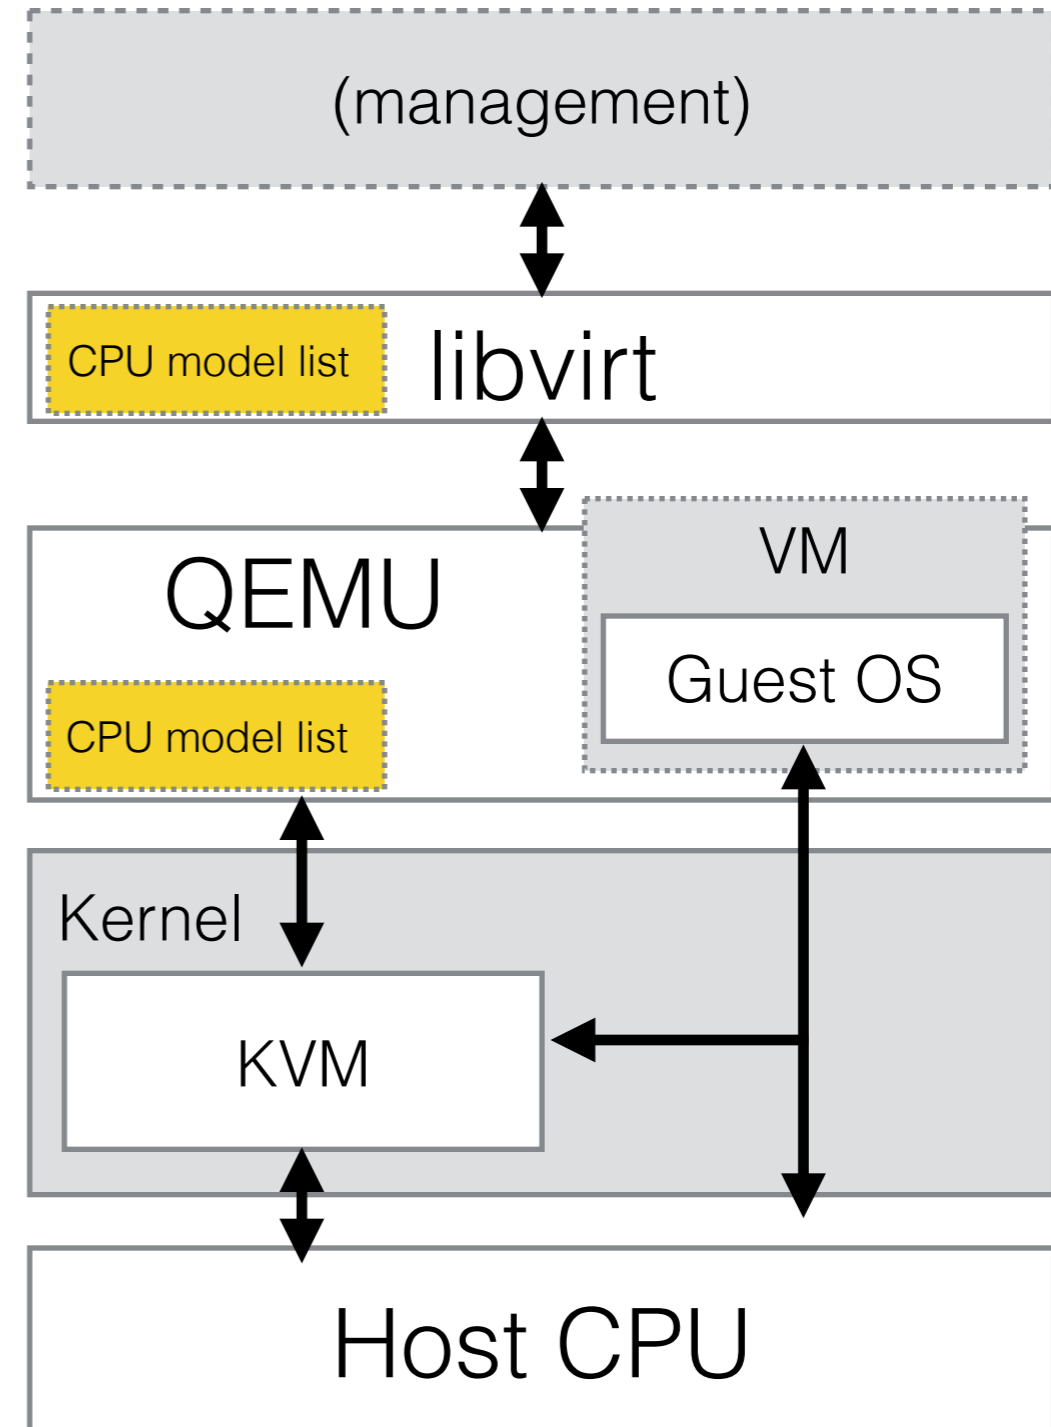 (management)
CPU model list
libvirt
QEMU
VM
Guest OS
CPU model list
Kernel
KVM
Host CPU